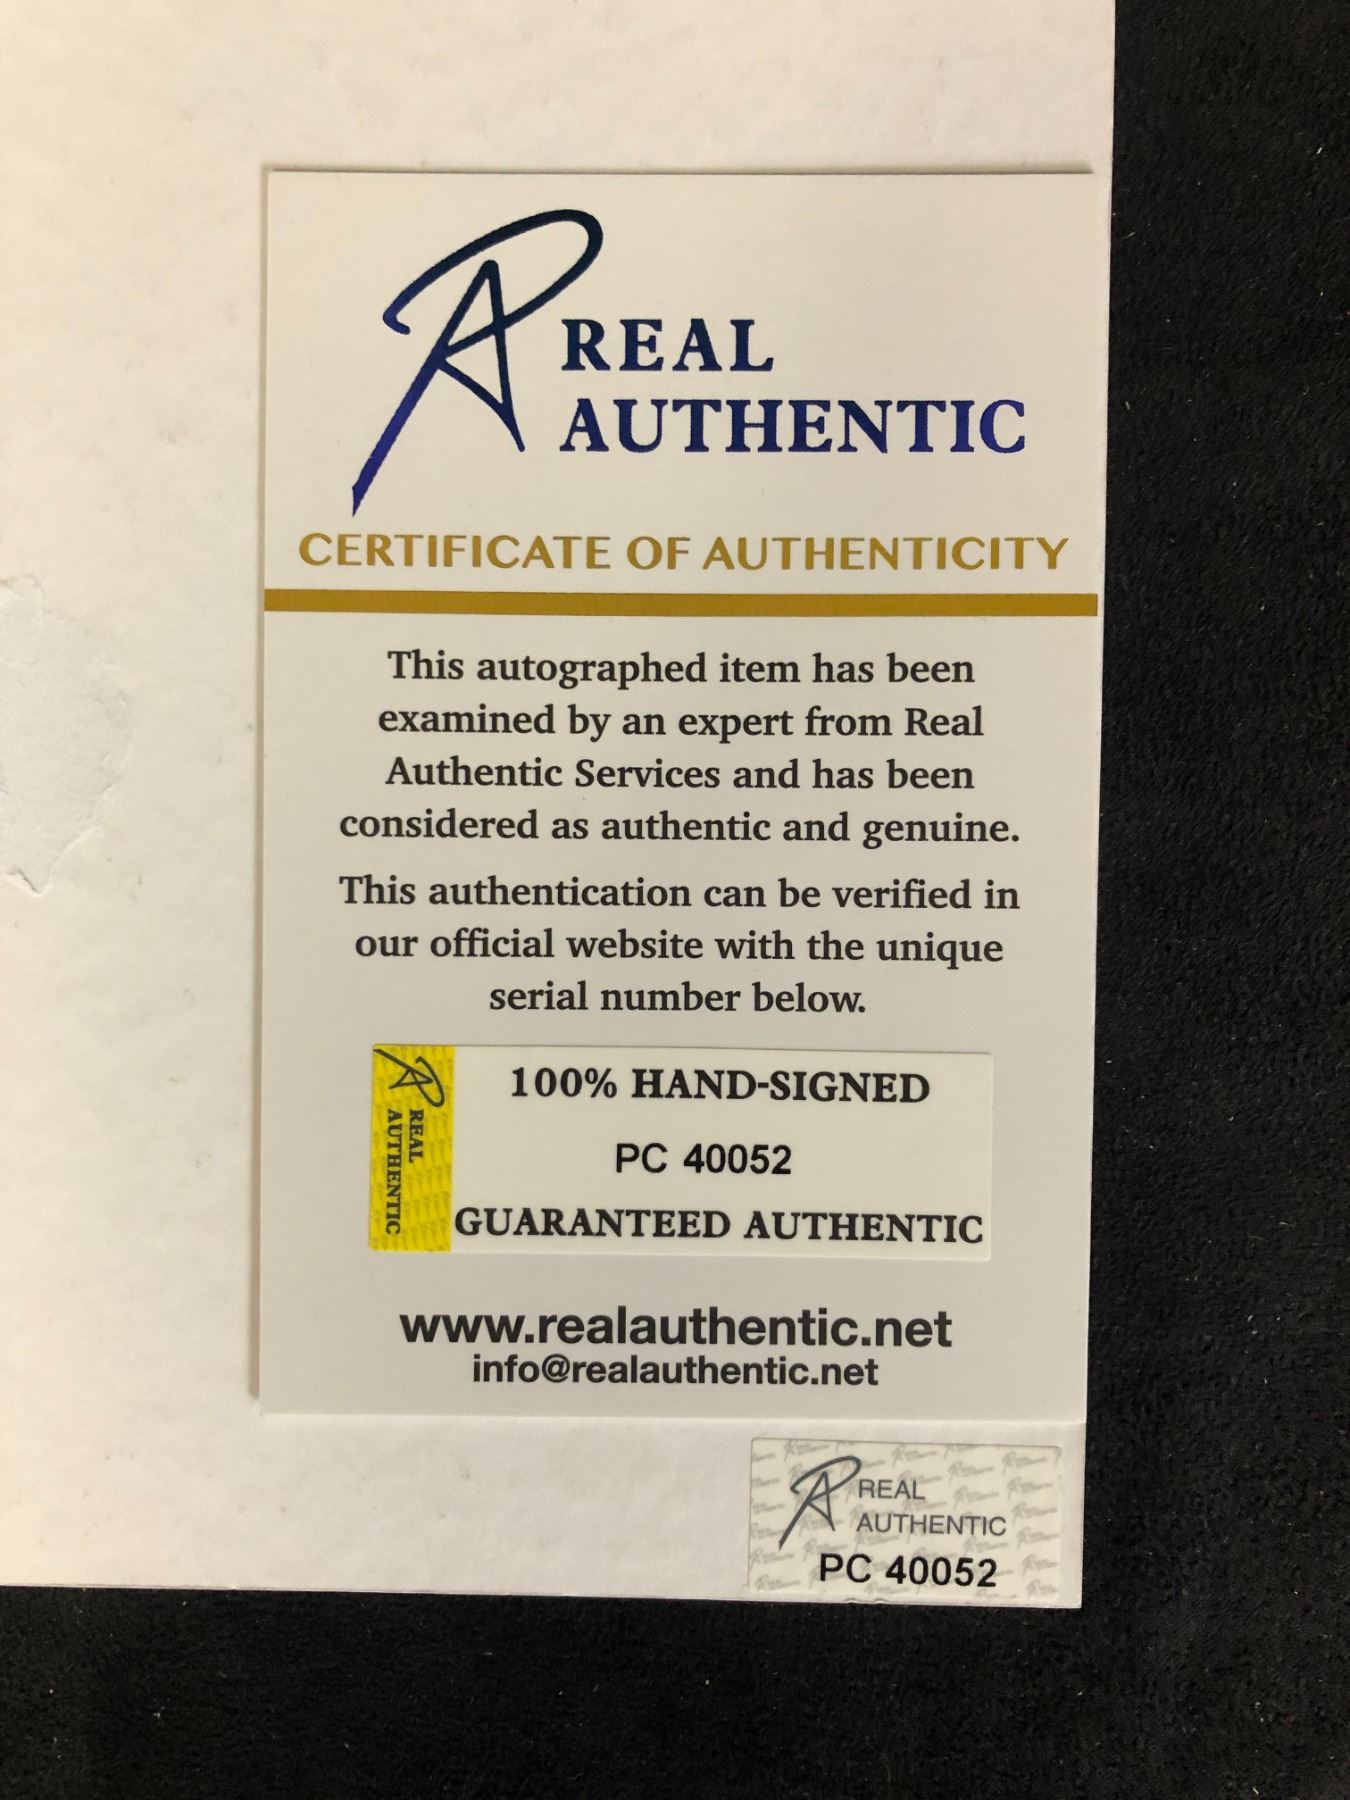 REAL
AUTHENTIC
CERTIFICATE OF AUTHENTICITY
This autographed item has been
examined by an expert from Real
Authentic Services and has been
considered as authentic and genuine.
This authentication can be verified in
our official website with the unique
serial number below.
REAL
AUTHENTIC
100% HAND-SIGNED
PC 40052
GUARANTEED AUTHENTIC
www.realauthentic.net
info@realauthentic.net
REAL
AUTHENTIC
PC 40052